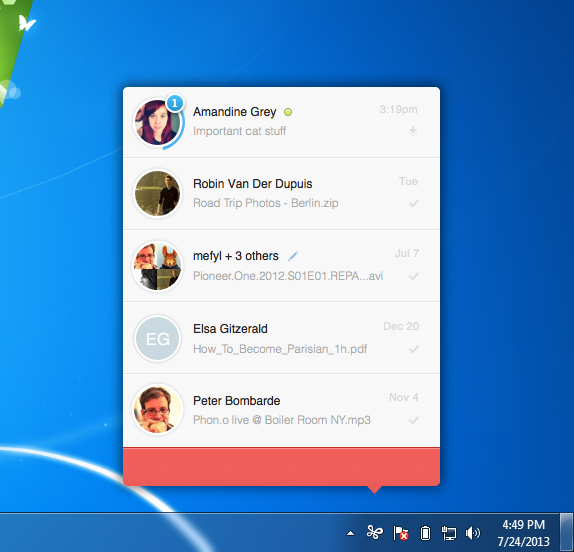 1
Amandine Grey
3:19pm
Important cat stuff
Robin Van Der Dupuis
Tue
Road Trip Photos - Berlin.zip
mefyl + 3 others
Jul 7
Pioneer.One.2012.S01E01.REPA...avi
EG
Elsa Gitzerald
Dec 20
How_To_Become_Parisian_1h.pdf
Peter Bombarde
Nov 4
Phon.o live @ Boiler Room NY.mp3
4:49 PM
7/24/2013